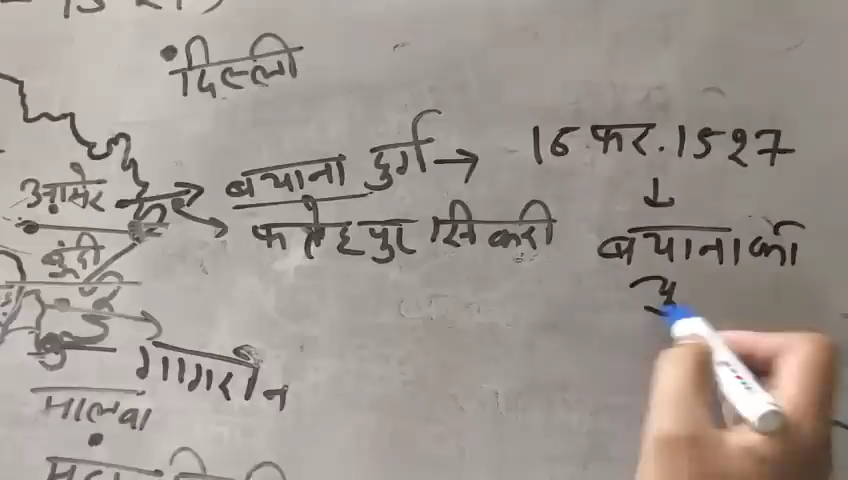 दिल्ली
बयाना दुर्ग → 16 फर. 1527
↓
आमेर
फतेहपुर सिकरी
बयाना का
बूंदी
यु
गागरोन
मालवा